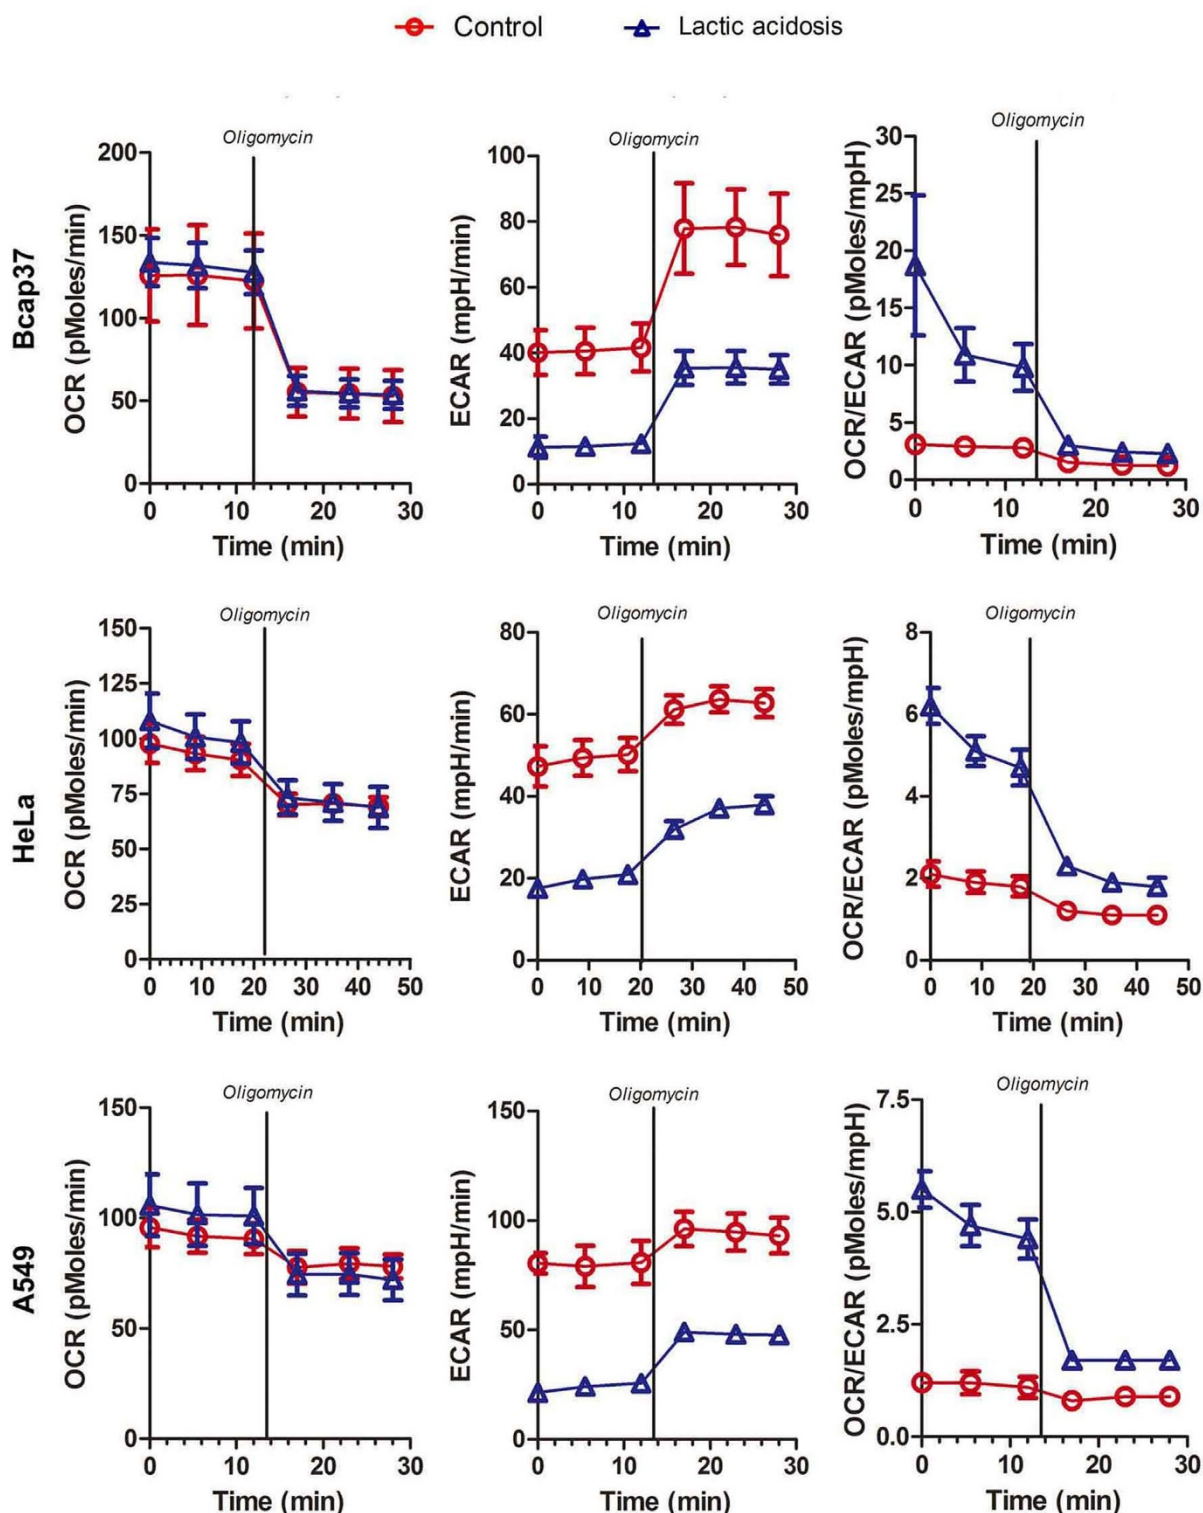 Control Lactic acidosis
Bcap37
OCR (pMoles/min)
200
150
100
50
0
Oligomycin
0 10 20 30
Time (min)
ECAR (mpH/min)
100
80
60
40
20
0
Oligomycin
0 10 20 30
Time (min)
OCR/ECAR (pMoles/mpH)
30
25
20
15
10
5
0
Oligomycin
0 10 20 30
Time (min)
HeLa
OCR (pMoles/min)
150
125
100
75
50
25
0
Oligomycin
0 10 20 30 40 50
Time (min)
ECAR (mpH/min)
80
60
40
20
0
Oligomycin
0 10 20 30 40 50
Time (min)
OCR/ECAR (pMoles/mpH)
8
6
4
2
0
Oligomycin
0 10 20 30 40 50
Time (min)
A549
OCR (pMoles/min)
150
100
50
0
Oligomycin
0 10 20 30
Time (min)
ECAR (mpH/min)
150
100
50
0
Oligomycin
0 10 20 30
Time (min)
OCR/ECAR (pMoles/mpH)
7.5
5.0
2.5
0.0
Oligomycin
0 10 20 30
Time (min)